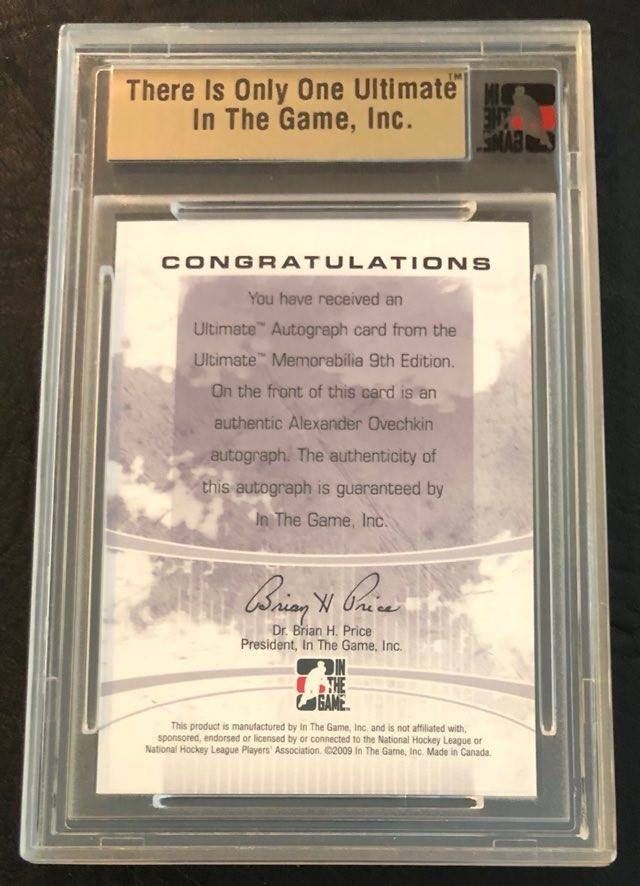 There Is Only One Ultimate™
In The Game, Inc.
IN
THE
GAME
CONGRATULATIONS
You have received an
Ultimate™ Autograph card from the
Ultimate™ Memorabilia 9th Edition.
On the front of this card is an
authentic Alexander Ovechkin
autograph. The authenticity of
this autograph is guaranteed by
In The Game, Inc.
Brian H Price
Dr. Brian H. Price
President, In The Game, Inc.
IN
THE
GAME™
This product is manufactured by In The Game, Inc. and is not affiliated with,
sponsored, endorsed or licensed by or connected to the National Hockey League or
National Hockey League Players' Association. ©2009 In The Game, Inc. Made in Canada.